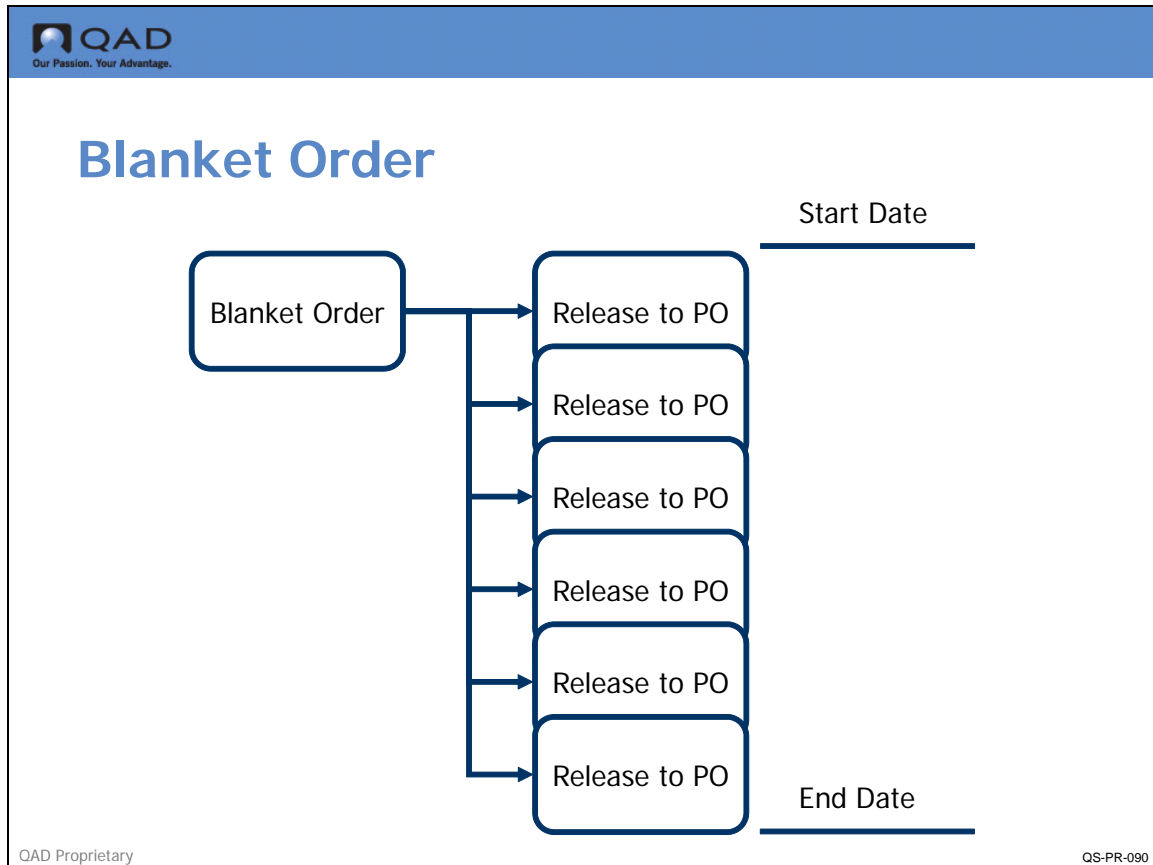 QAD
Our Passion. Your Advantage.
Blanket Order
Start Date
Blanket Order
Release to PO
Release to PO
Release to PO
Release to PO
Release to PO
Release to PO
End Date
QAD Proprietary
QS-PR-090